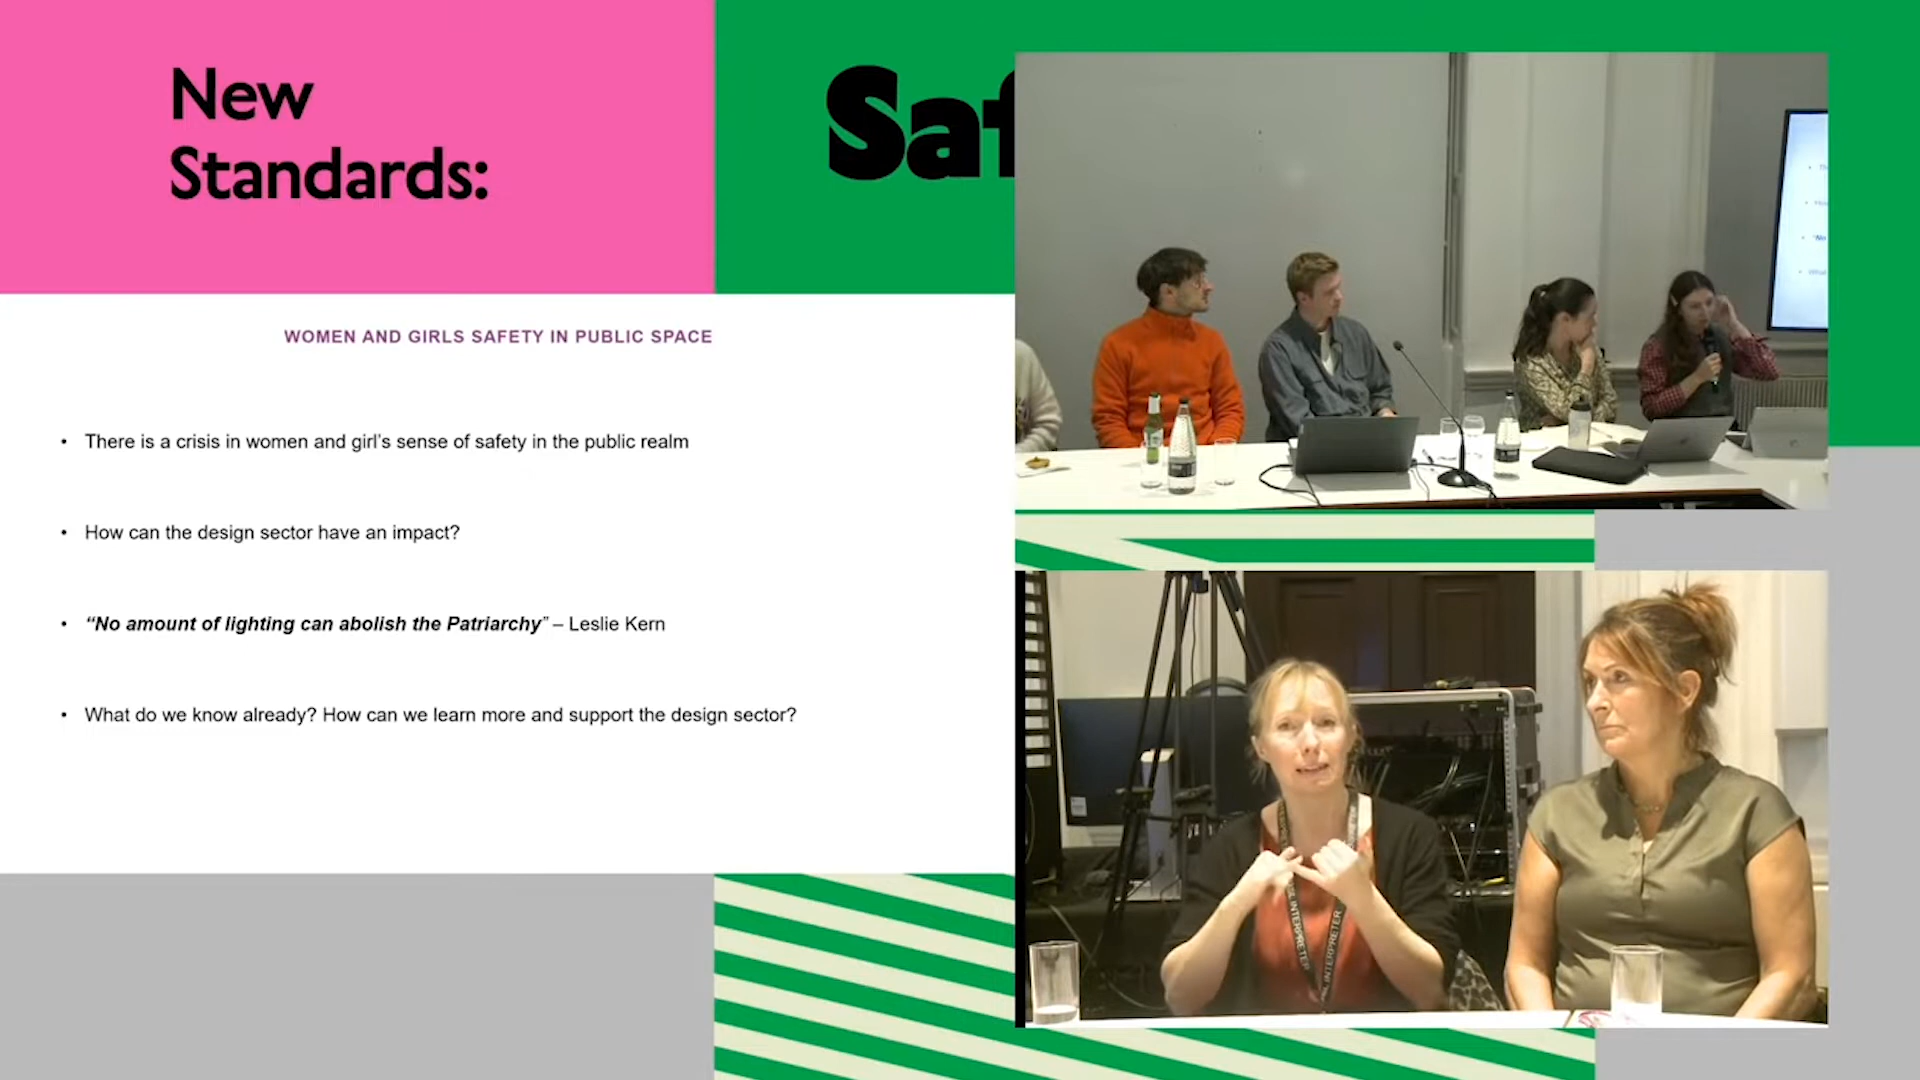 New
Standards:
Saf
WOMEN AND GIRLS SAFETY IN PUBLIC SPACE
• There is a crisis in women and girl's sense of safety in the public realm
• How can the design sector have an impact?
• “No amount of lighting can abolish the Patriarchy” – Leslie Kern
• What do we know already? How can we learn more and support the design sector?
INTERPRETER
INTERPRETER